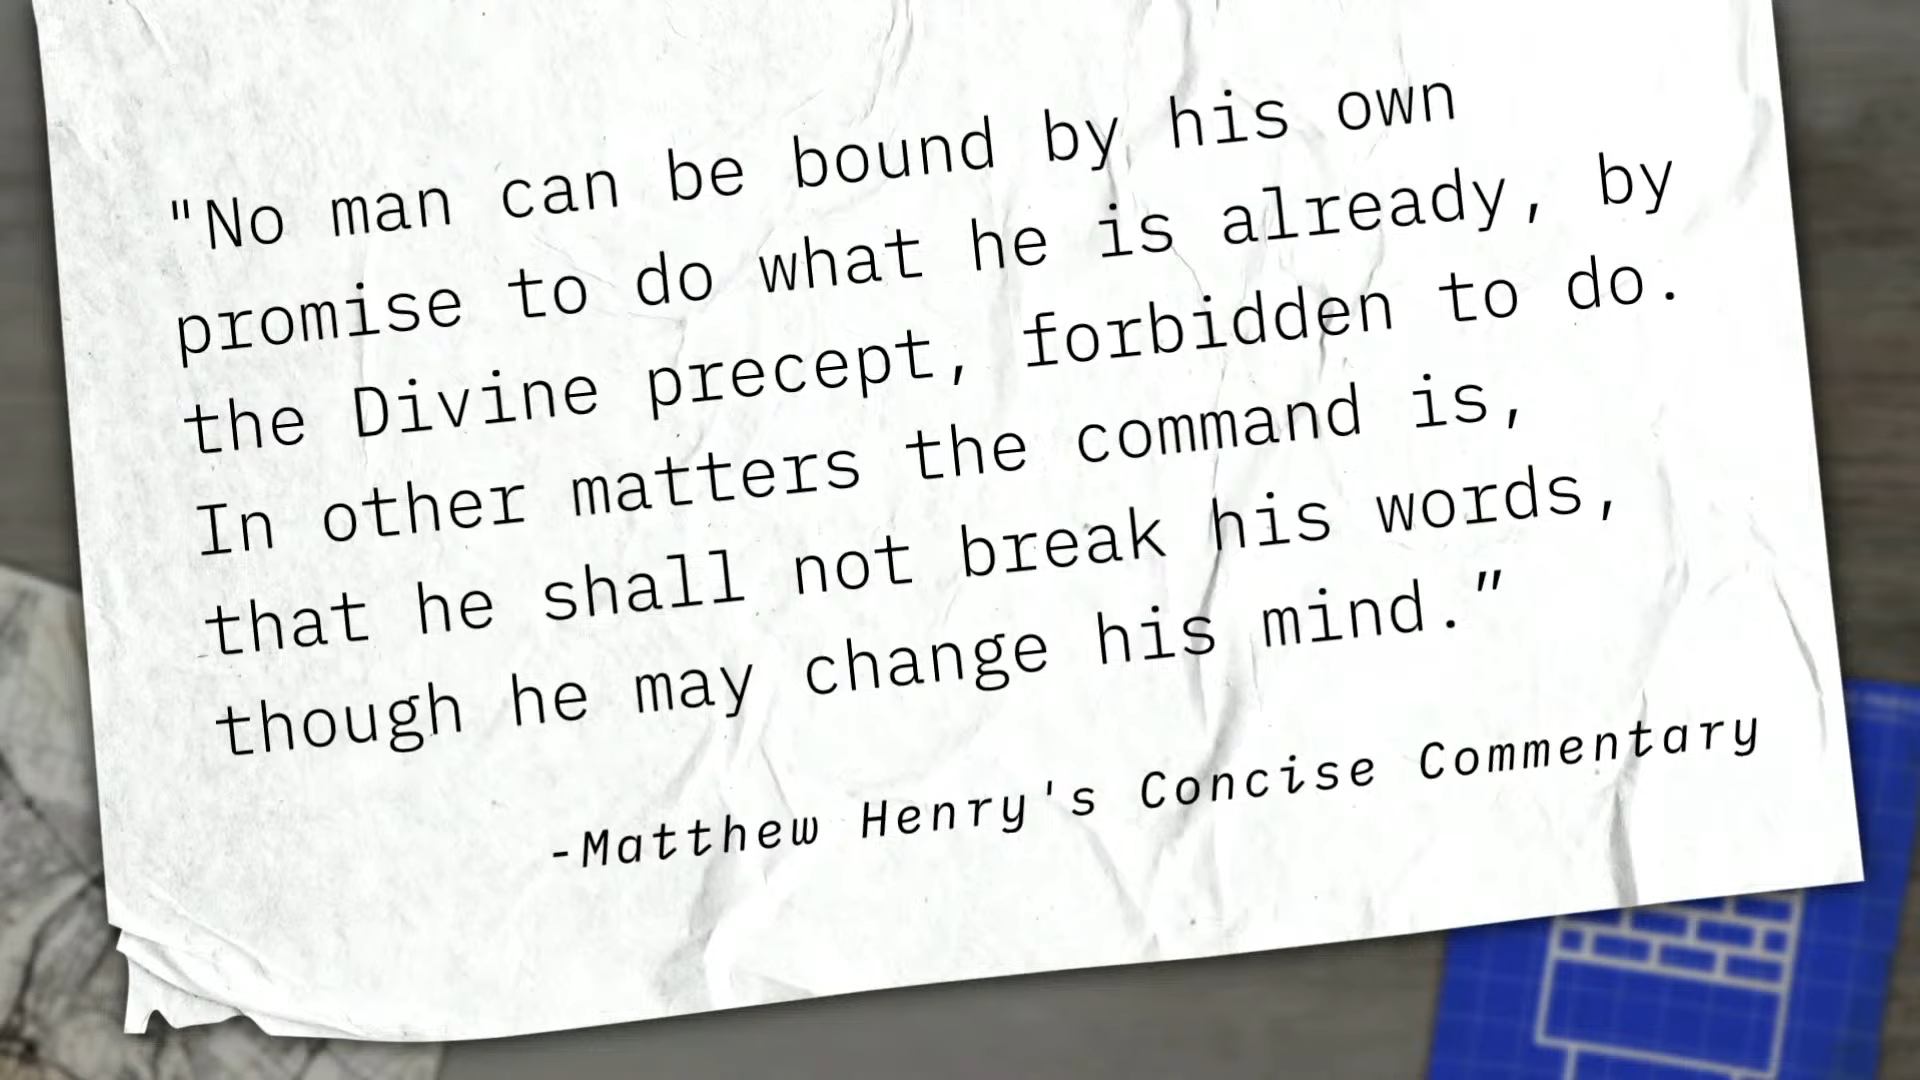 "No man can be bound by his own
promise to do what he is already, by
the Divine precept, forbidden to do.
In other matters the command is,
that he shall not break his words,
though he may change his mind.”
-Matthew Henry's Concise Commentary